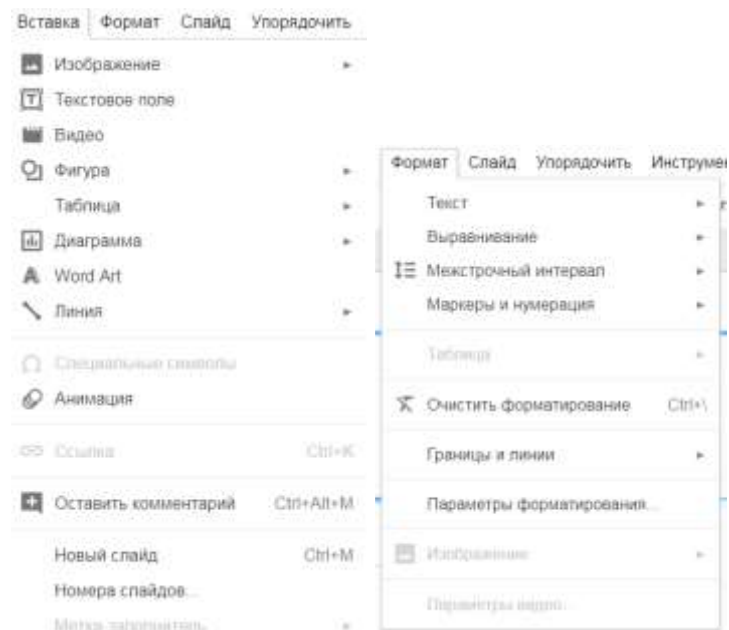 Вставка Формат Слайд Упорядочить
Изображение
Текстовое поле
Видео
Фигура
Таблица
Диаграмма
Word Art
Линия
Специальные символы
Анимация
Ссылка Ctrl+K
Оставить комментарий Ctrl+Alt+M
Новый слайд Ctrl+M
Номера слайдов...
Метка заполнитель
Формат Слайд Упорядочить Инструмен
Текст
Выравнивание
Межстрочный интервал
Маркеры и нумерация
Таблица
Очистить форматирование Ctrl+\
Границы и линии
Параметры форматирования...
Изображение
Параметры видео...